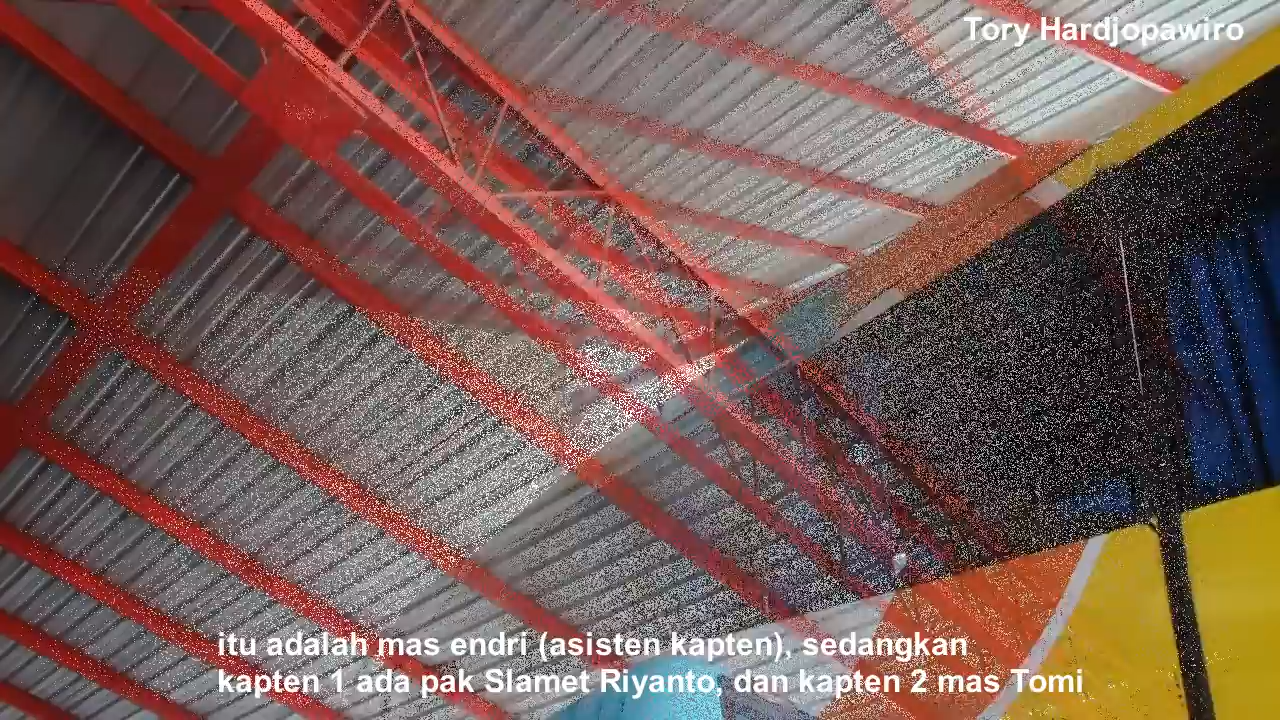 Tory Hardjopawiro
itu adalah mas endri (asisten kapten), sedangkan
kapten 1 ada pak Slamet Riyanto, dan kapten 2 mas Tomi